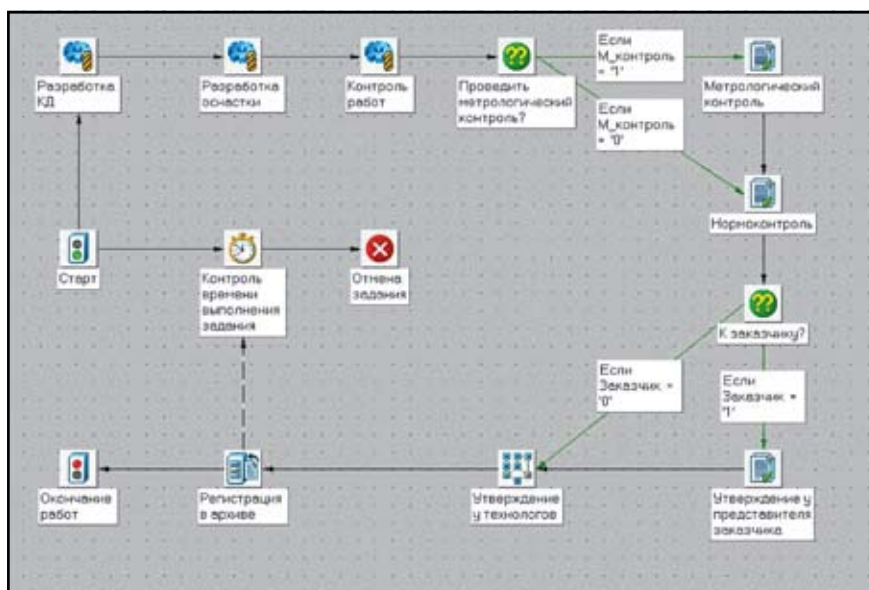 Разработка
КД
Разработка
оснастки
Контроль
работ
Проведить
метрологический
контроль?
Если
М_контроль
= '1'
Если
М_контроль
= '0'
Метрологический
контроль
Нормоконтроль
Старт
Контроль
времени
выполнения
задания
Отмена
задания
К заказчику?
Если
Заказчик =
'0'
Если
Заказчик =
'1'
Окончание
работ
Регистрация
в архиве
Утверждение
у технологов
Утверждение у
представителя
заказчика